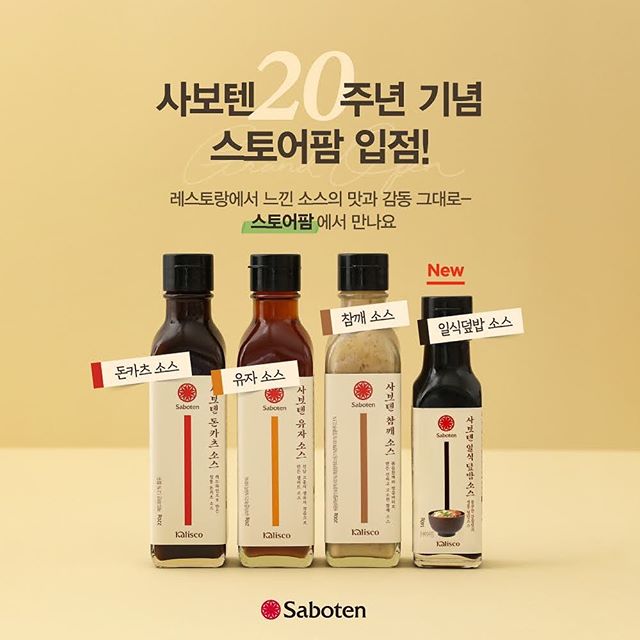 사보텐 20주년 기념
스토어팜 입점!
Grand Open
레스토랑에서 느낀 소스의 맛과 감동 그대로-
스토어팜에서 만나요
New
돈카츠 소스
유자 소스
참깨 소스
일식덮밥 소스
Saboten
사보텐 돈카츠 소스
Kalisco
Saboten
사보텐 유자 소스
Kalisco
Saboten
사보텐 참깨 소스
Kalisco
Saboten
사보텐 일식덮밥 소스
Kalisco
Saboten